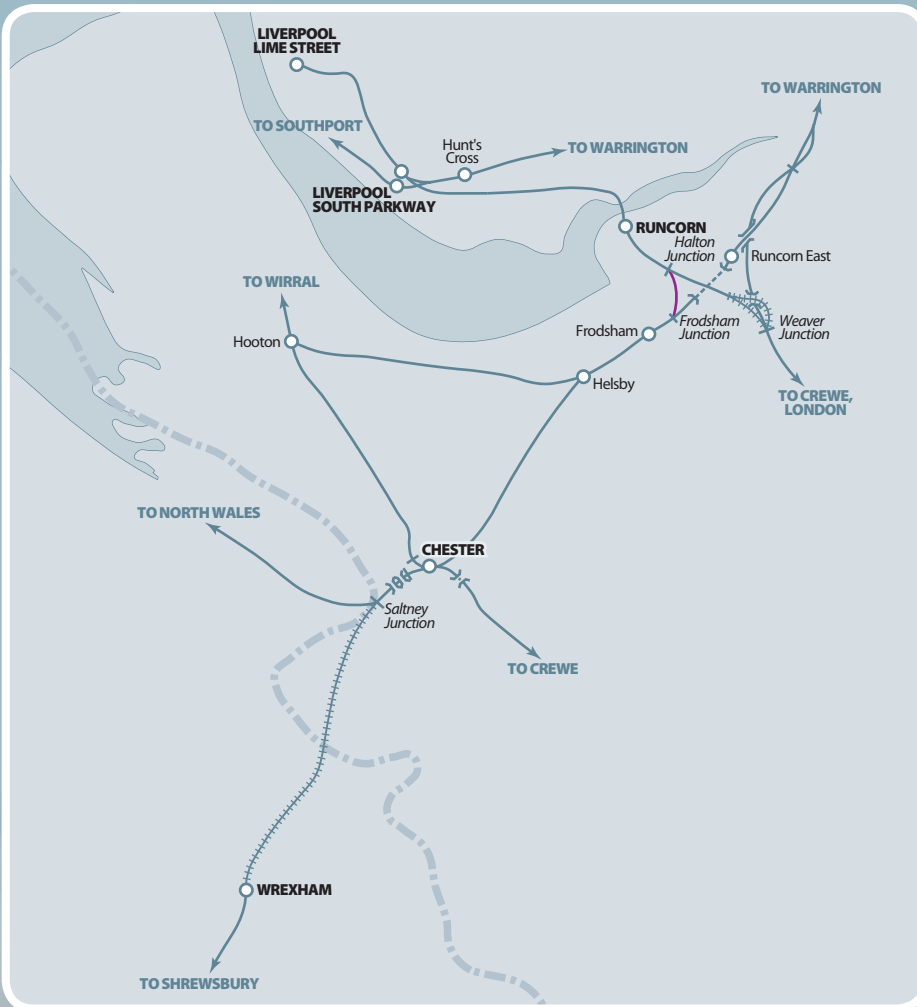 LIVERPOOL
LIME STREET
TO WARRINGTON
TO SOUTHPORT
Hunt's
Cross
TO WARRINGTON
LIVERPOOL
SOUTH PARKWAY
RUNCORN
Halton
Junction
Runcorn East
TO WIRRAL
Hooton
Frodsham
Frodsham
Junction
Weaver
Junction
Helsby
TO CREWE,
LONDON
TO NORTH WALES
CHESTER
Saltney
Junction
TO CREWE
WREXHAM
TO SHREWSBURY